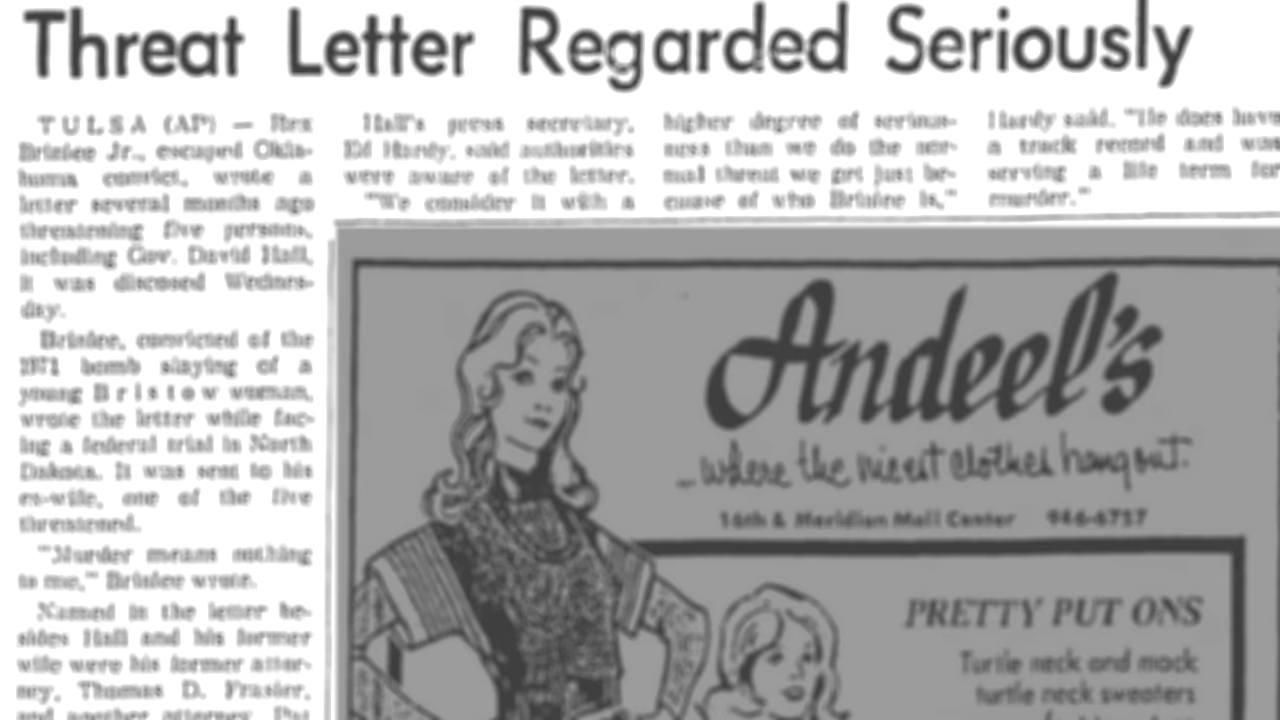 Threat Letter Regarded Seriously
TULSA (AP) — Rex
Brinlee Jr., escaped Okla-
homa convict, wrote a
letter several months ago
threatening five persons,
including Gov. David Hall,
it was disclosed Wednes-
day.
Brinlee, convicted of the
1971 bomb slaying of a
young Bristow woman,
wrote the letter while fac-
ing a federal trial in North
Dakota. It was sent to his
ex-wife, one of the five
threatened.
"Murder means nothing
to me," Brinlee wrote.
Named in the letter be-
sides Hall and his former
wife were his former attor-
ney, Thomas D. Frasier,
and another attorney, Pat
Hall's press secretary,
Ed Hardy, said authorities
were aware of the letter.
"We consider it with a
higher degree of serious-
ness than we do the nor-
mal threat we get just be-
cause of who Brinlee is,"
Hardy said. "He does have
a track record and was
serving a life term for
murder."
Andeel's
...where the nicest clothes hang out.
16th & Meridian Mall Center 946-6757
PRETTY PUT ONS
Turtle neck and mock
turtle neck sweaters